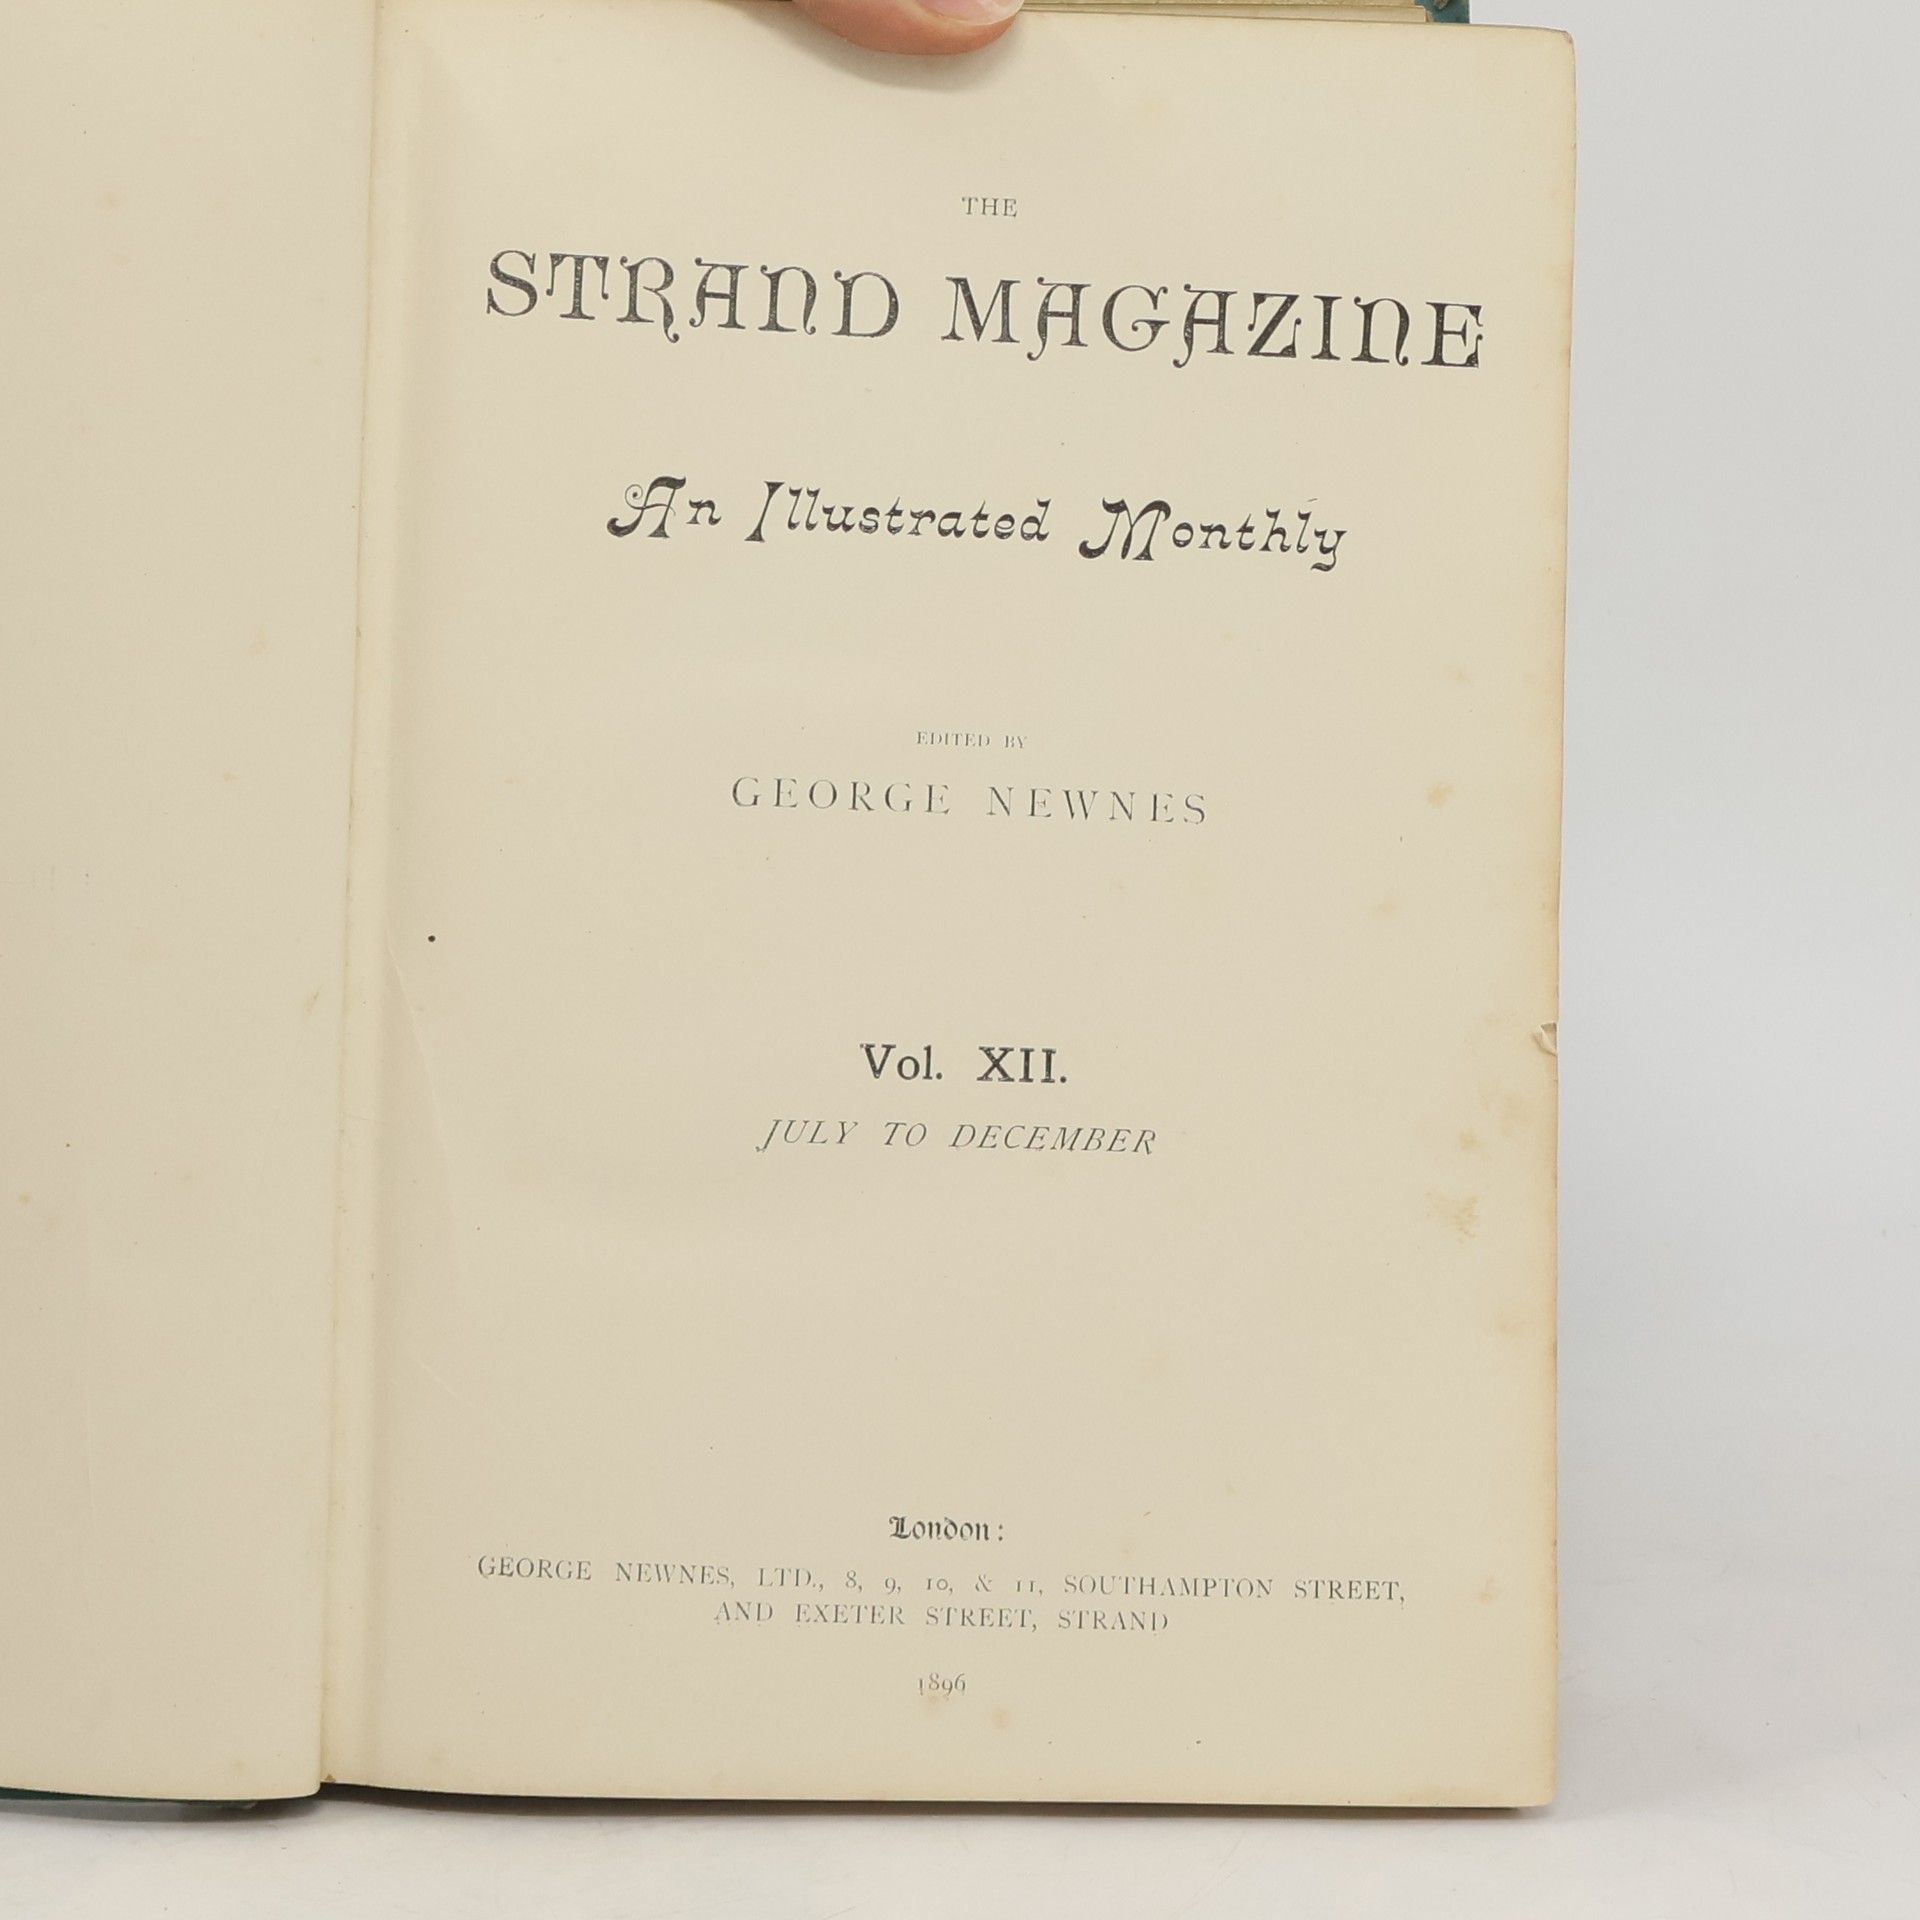 THE
STRAND MAGAZINE
An Illustrated Monthly
EDITED BY
GEORGE NEWNES
Vol. XII.
JULY TO DECEMBER
London:
GEORGE NEWNES, LTD., 8, 9, 10, & 11, SOUTHAMPTON STREET,
AND EXETER STREET, STRAND
1896